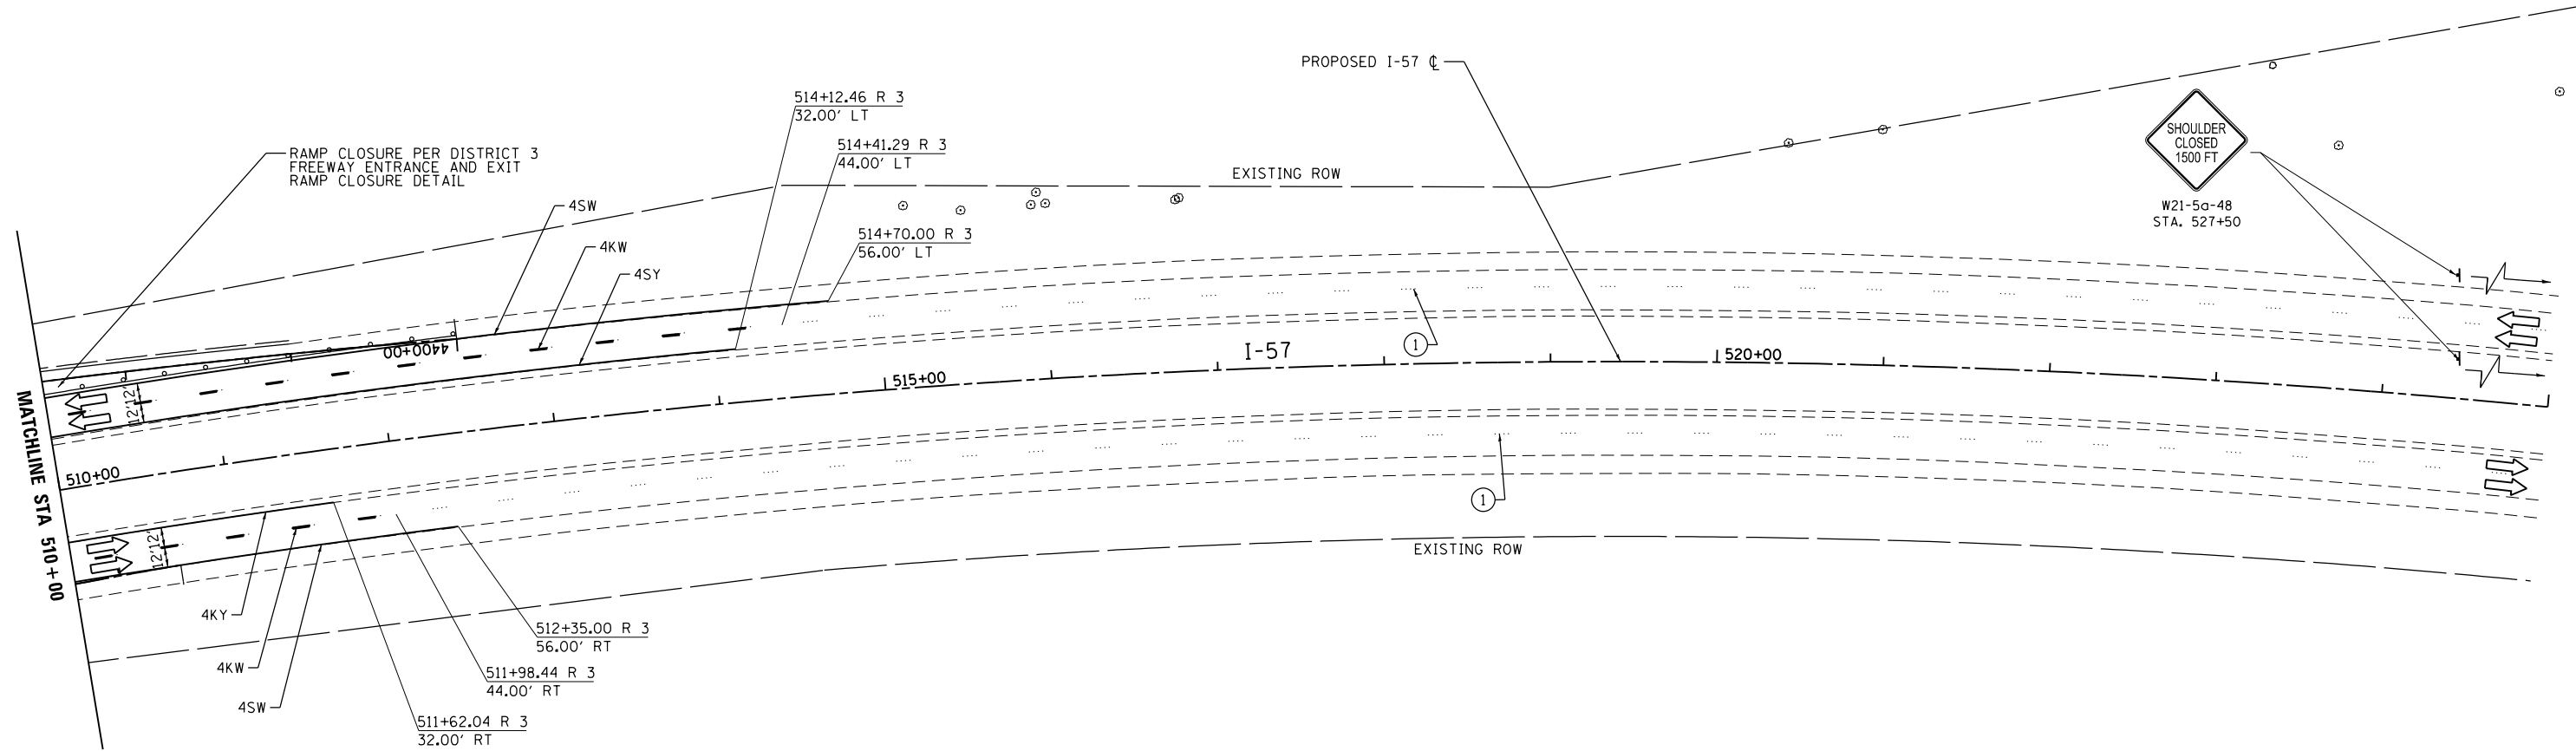 PROPOSED I-57 ℄
514+12.46 R 3
32.00' LT
514+41.29 R 3
44.00' LT
RAMP CLOSURE PER DISTRICT 3
FREEWAY ENTRANCE AND EXIT
RAMP CLOSURE DETAIL
EXISTING ROW
SHOULDER
CLOSED
1500 FT
W21-5a-48
STA. 527+50
4SW
4KW
4SY
514+70.00 R 3
56.00' LT
4400+00
I-57
1
520+00
515+00
12'
12'
MATCHLINE STA 510+00
510+00
12'
12'
1
EXISTING ROW
4KY
4KW
4SW
512+35.00 R 3
56.00' RT
511+98.44 R 3
44.00' RT
511+62.04 R 3
32.00' RT